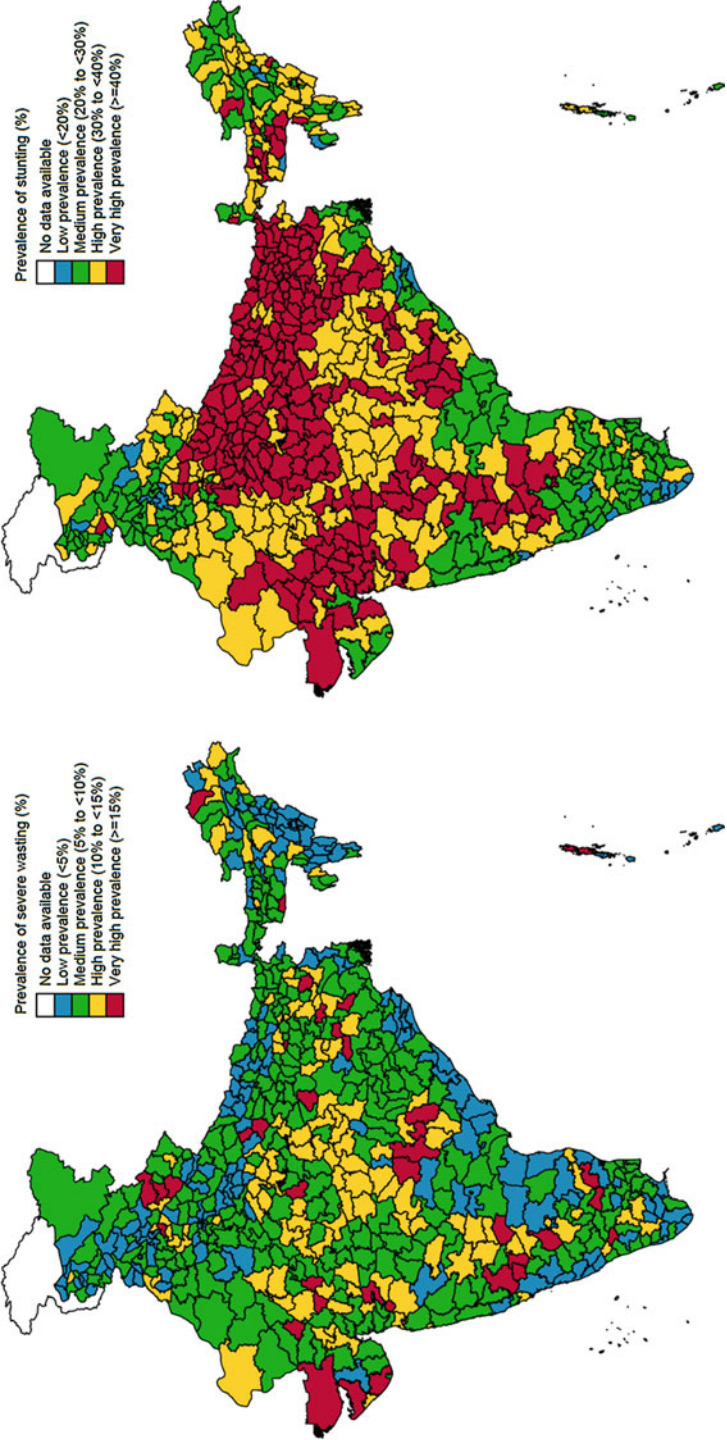 Prevalence of severe wasting (%)
No data available
Low prevalence (<5%)
Medium prevalence (5% to <10%)
High prevalence (10% to <15%)
Very high prevalence (>=15%)
Prevalence of stunting (%)
No data available
Low prevalence (<20%)
Medium prevalence (20% to <30%)
High prevalence (30% to <40%)
Very high prevalence (>=40%)